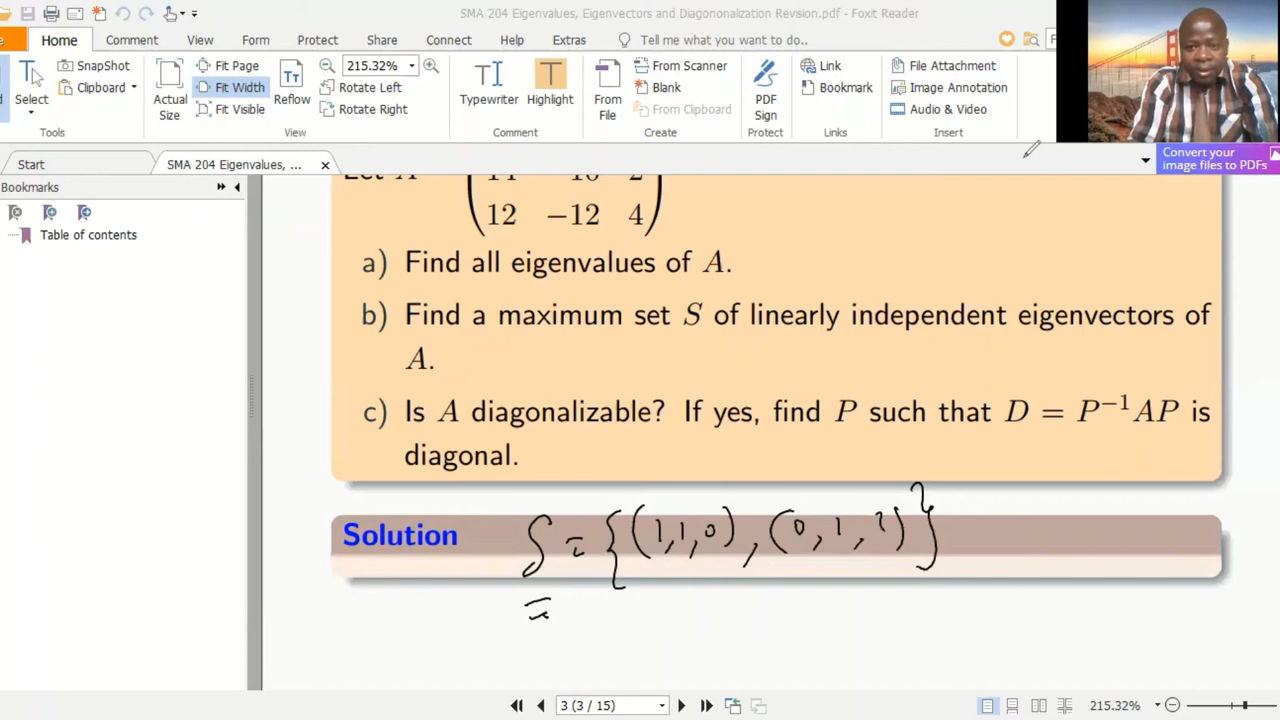 SMA 204 Eigenvalues, Eigenvectors and Diagononalization Revision.pdf - Foxit Reader
Home Comment View Form Protect Share Connect Help Extras Tell me what you want to do..
SnapShot Fit Page 215.32% From Scanner Link File Attachment
Select Clipboard Actual Size Fit Width Reflow Rotate Left Typewriter Highlight From File Blank PDF Sign Bookmark Image Annotation
Fit Visible Rotate Right From Clipboard Audio & Video
Tools View Comment Create Protect Links Insert
Start SMA 204 Eigenvalues, ... Convert your
image files to PDFs
Bookmarks
Table of contents
12 −12 4
a) Find all eigenvalues of A.
b) Find a maximum set S of linearly independent eigenvectors of
A.
c) Is A diagonalizable? If yes, find P such that D = P⁻¹AP is
diagonal.
Solution S = {(1,1,0), (0,1,2)}
3 (3 / 15) 215.32%